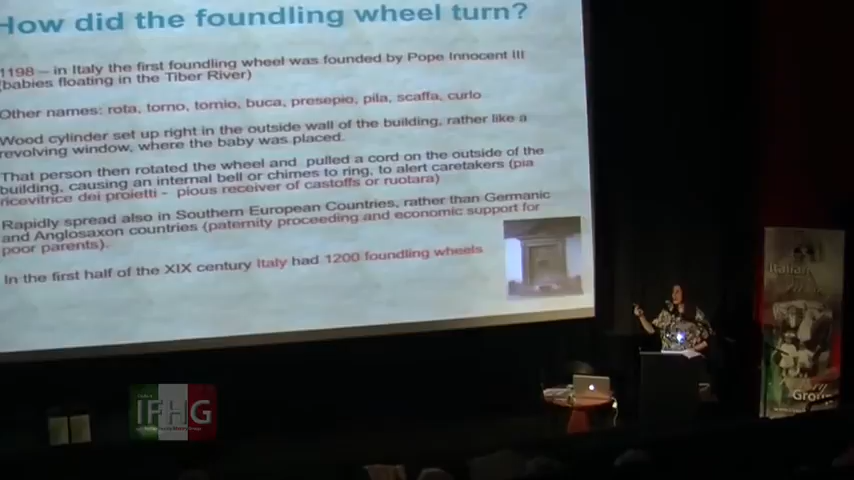 How did the foundling wheel turn?
1198 – in Italy the first foundling wheel was founded by Pope Innocent III
(babies floating in the Tiber River)
Other names: rota, torno, tornio, buca, presepio, pila, scaffa, curlo
Wood cylinder set up right in the outside wall of the building, rather like a
revolving window, where the baby was placed.
That person then rotated the wheel and pulled a cord on the outside of the
building, causing an internal bell or chimes to ring, to alert caretakers (pia
ricevitrice dei proietti - pious receiver of castoffs or ruotara)
Rapidly spread also in Southern European Countries, rather than Germanic
and Anglosaxon countries (paternity proceeding and economic support for
poor parents).
In the first half of the XIX century Italy had 1200 foundling wheels
Italian
Group
IFHG